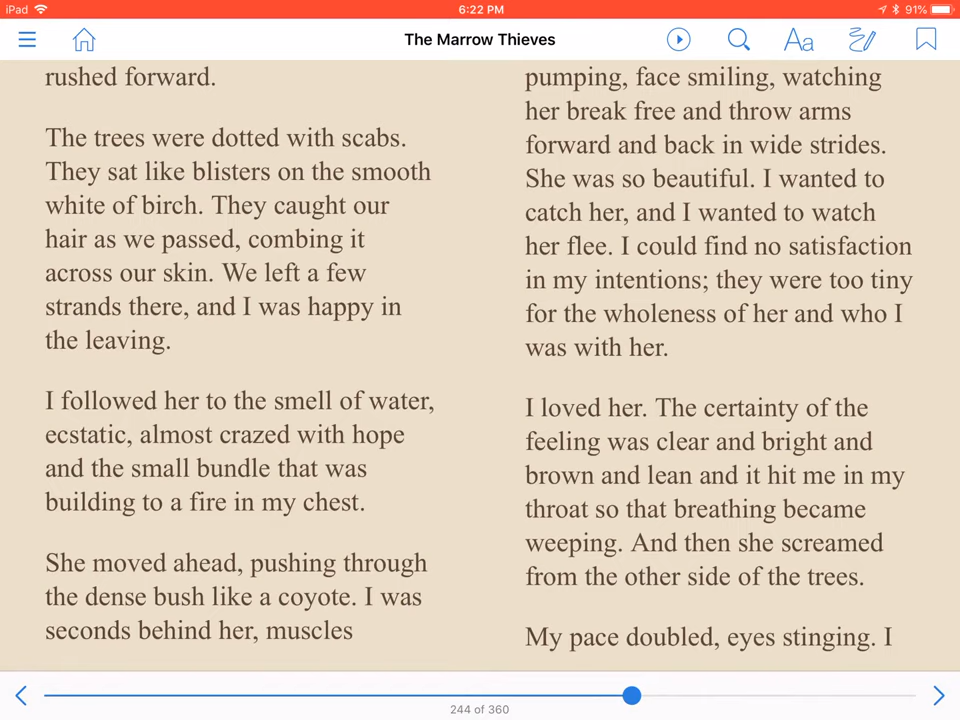 iPad
6:22 PM
91%
The Marrow Thieves
Aa
rushed forward.
The trees were dotted with scabs.
They sat like blisters on the smooth
white of birch. They caught our
hair as we passed, combing it
across our skin. We left a few
strands there, and I was happy in
the leaving.
I followed her to the smell of water,
ecstatic, almost crazed with hope
and the small bundle that was
building to a fire in my chest.
She moved ahead, pushing through
the dense bush like a coyote. I was
seconds behind her, muscles
pumping, face smiling, watching
her break free and throw arms
forward and back in wide strides.
She was so beautiful. I wanted to
catch her, and I wanted to watch
her flee. I could find no satisfaction
in my intentions; they were too tiny
for the wholeness of her and who I
was with her.
I loved her. The certainty of the
feeling was clear and bright and
brown and lean and it hit me in my
throat so that breathing became
weeping. And then she screamed
from the other side of the trees.
My pace doubled, eyes stinging. I
244 of 360